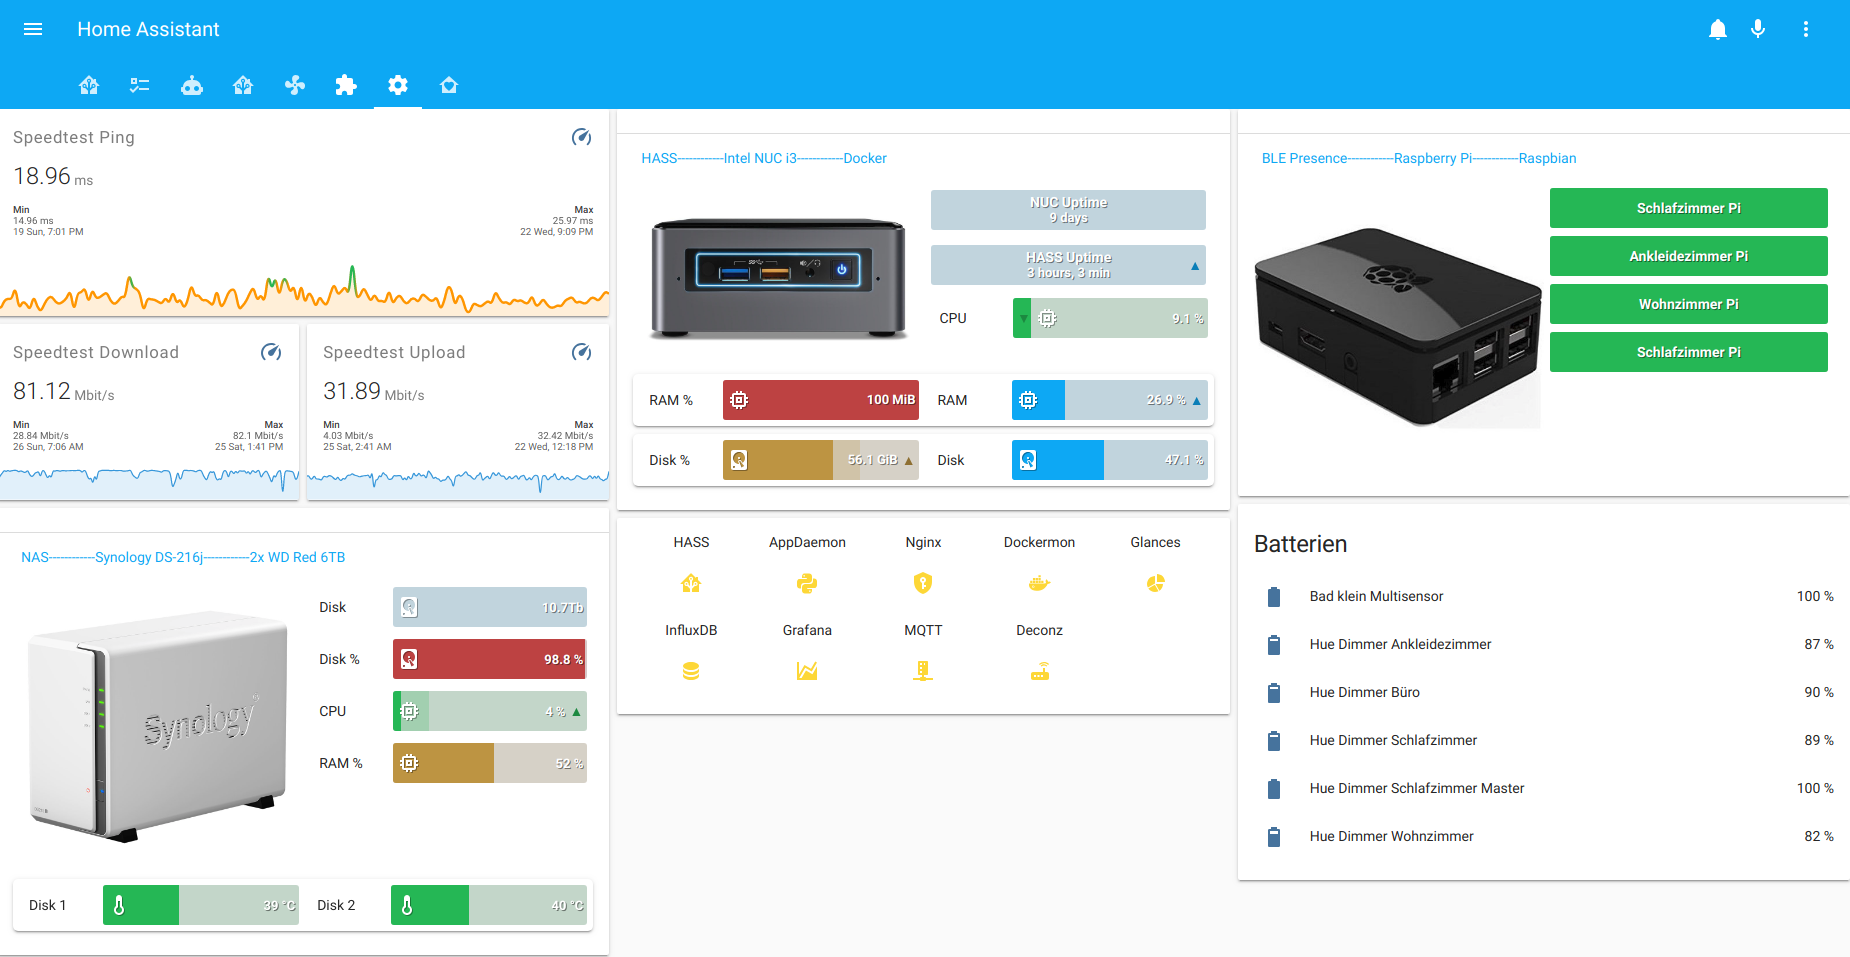 Home Assistant
Speedtest Ping
18.96 ms
Min
14.96 ms
19 Sun, 7:01 PM
Max
25.97 ms
22 Wed, 9:09 PM
Speedtest Download
81.12 Mbit/s
Min
28.84 Mbit/s
26 Sun, 7:06 AM
Max
82.1 Mbit/s
25 Sat, 1:41 PM
Speedtest Upload
31.89 Mbit/s
Min
4.03 Mbit/s
25 Sat, 2:41 AM
Max
32.42 Mbit/s
22 Wed, 12:18 PM
NAS------------Synology DS-216j------------2x WD Red 6TB
Synology
Disk 10.7Tb
Disk % 98.8 %
CPU 4 %
RAM % 52 %
Disk 1 39 °C Disk 2 40 °C
HASS------------Intel NUC i3------------Docker
NUC Uptime
9 days
HASS Uptime
3 hours, 3 min
CPU 9.1 %
RAM % 100 MiB RAM 26.9 %
Disk % 56.1 GiB Disk 47.1 %
HASS AppDaemon Nginx Dockermon Glances
InfluxDB Grafana MQTT Deconz
BLE Presence------------Raspberry Pi------------Raspbian
Schlafzimmer Pi
Ankleidezimmer Pi
Wohnzimmer Pi
Schlafzimmer Pi
Batterien
Bad klein Multisensor 100 %
Hue Dimmer Ankleidezimmer 87 %
Hue Dimmer Büro 90 %
Hue Dimmer Schlafzimmer 89 %
Hue Dimmer Schlafzimmer Master 100 %
Hue Dimmer Wohnzimmer 82 %